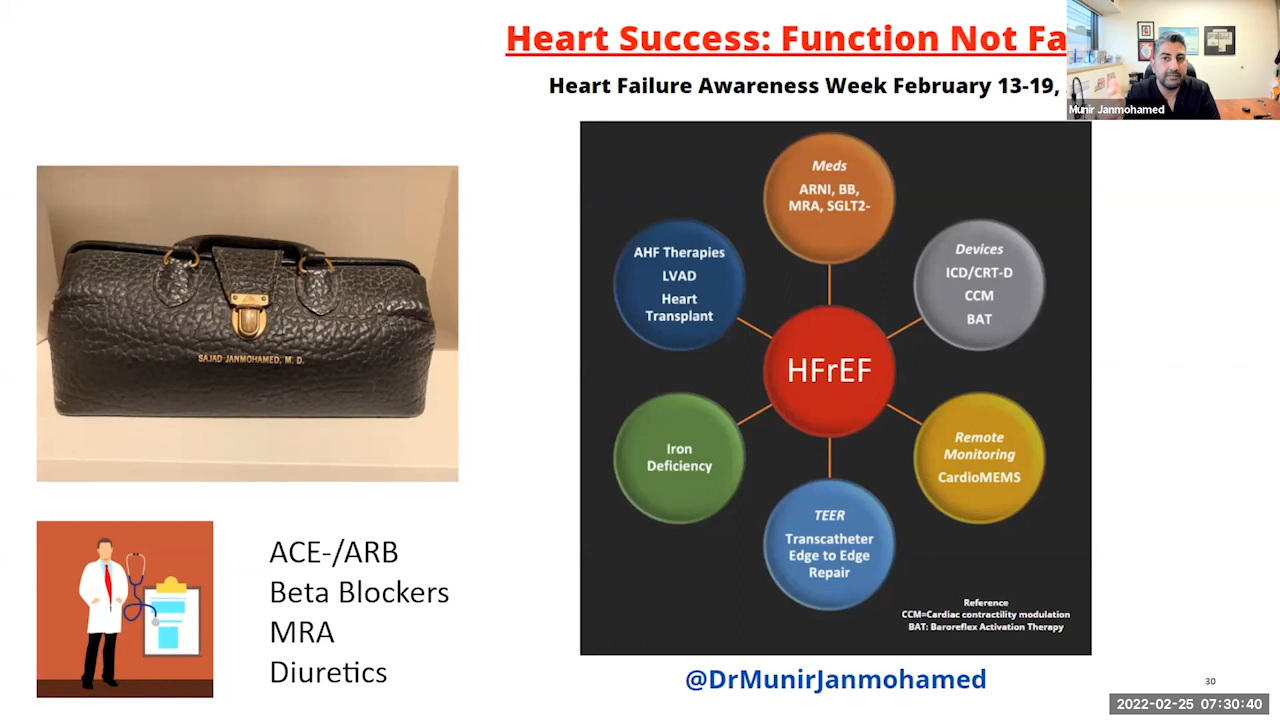 Heart Success: Function Not Fa
Heart Failure Awareness Week February 13-19,
Munir Janmohamed
SAJAD JANMOHAMED, M. D.
ACE-/ARB
Beta Blockers
MRA
Diuretics
Meds
ARNI, BB,
MRA, SGLT2-
AHF Therapies
LVAD
Heart
Transplant
Devices
ICD/CRT-D
CCM
BAT
HFrEF
Iron
Deficiency
Remote
Monitoring
CardioMEMS
TEER
Transcatheter
Edge to Edge
Repair
Reference
CCM=Cardiac contractility modulation
BAT: Baroreflex Activation Therapy
@DrMunirJanmohamed
30
2022-02-25 07:30:40